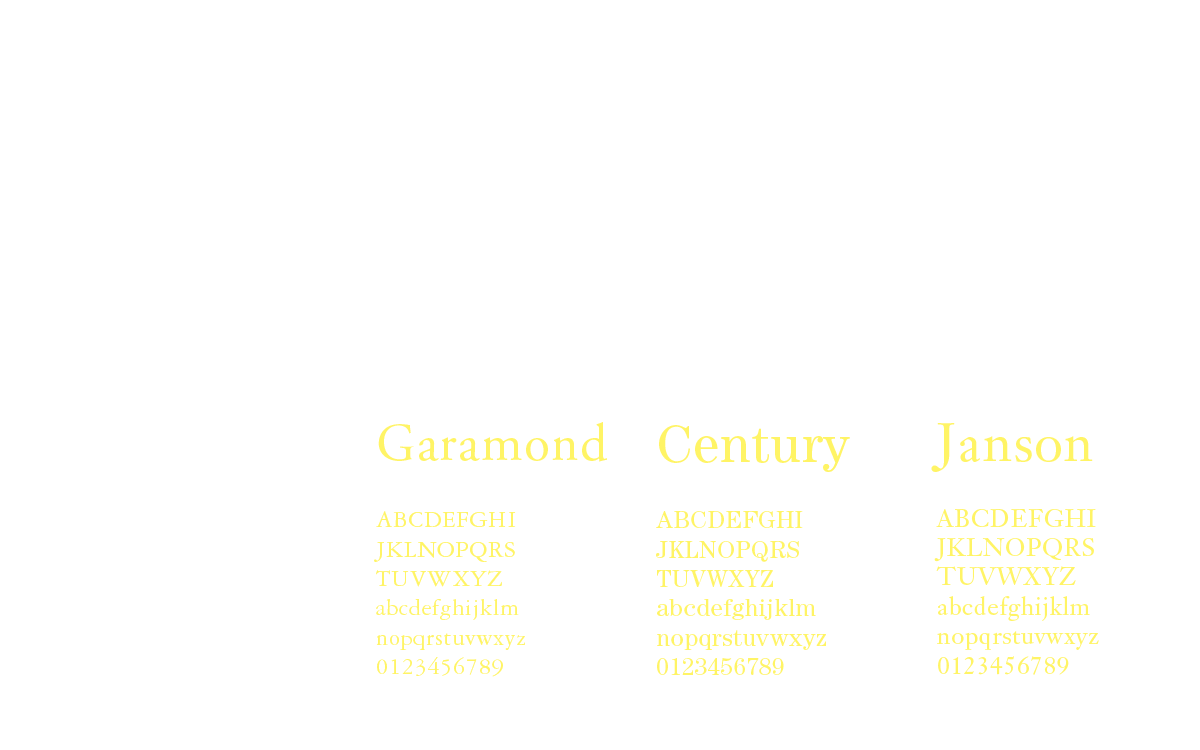 Garamond
ABCDEFGHI
JKLNOPQRS
TUVWXYZ
abcdefghijklm
nopqrstuvwxyz
0123456789
Century
ABCDEFGHI
JKLNOPQRS
TUVWXYZ
abcdefghijklm
nopqrstuvwxyz
0123456789
Janson
ABCDEFGHI
JKLNOPQRS
TUVWXYZ
abcdefghijklm
nopqrstuvwxyz
0123456789